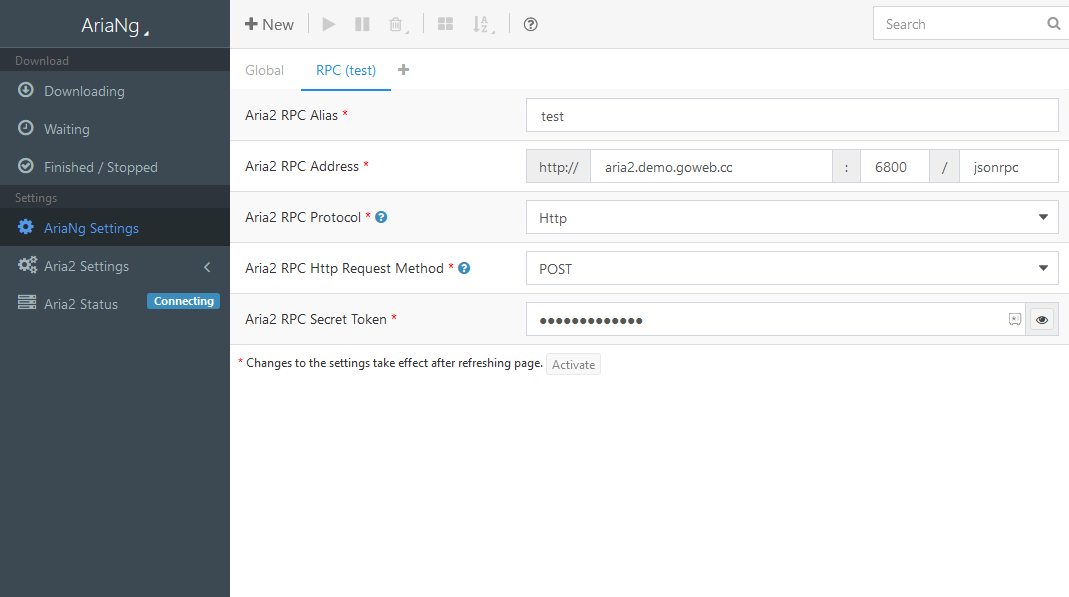 AriaNg
New
Search
Download
Downloading
Waiting
Finished / Stopped
Settings
AriaNg Settings
Aria2 Settings
Aria2 Status Connecting
Global RPC (test)
Aria2 RPC Alias * test
Aria2 RPC Address * http:// aria2.demo.goweb.cc : 6800 / jsonrpc
Aria2 RPC Protocol * Http
Aria2 RPC Http Request Method * POST
Aria2 RPC Secret Token * •••••••••••••
* Changes to the settings take effect after refreshing page. Activate